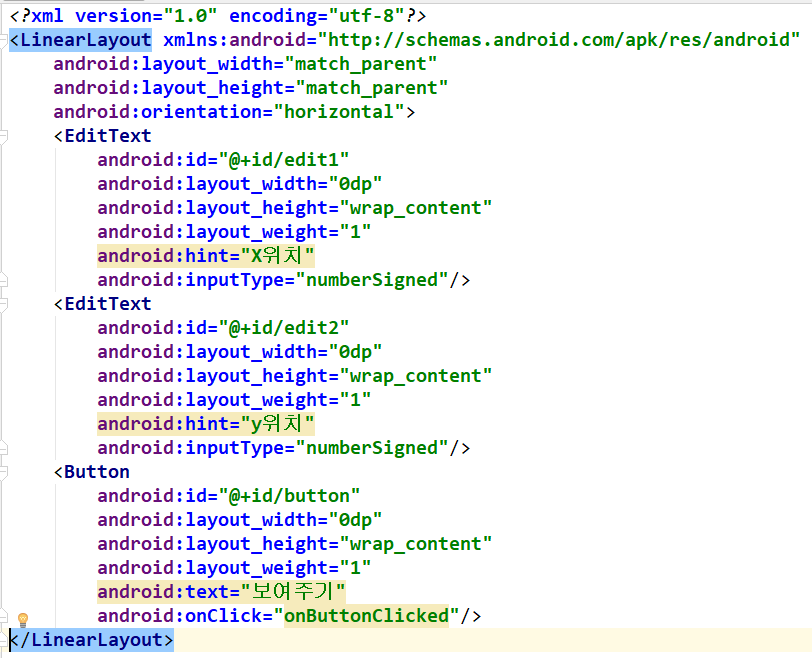 <?xml version="1.0" encoding="utf-8"?>
<LinearLayout xmlns:android="http://schemas.android.com/apk/res/android"
    android:layout_width="match_parent"
    android:layout_height="match_parent"
    android:orientation="horizontal">
    <EditText
        android:id="@+id/edit1"
        android:layout_width="0dp"
        android:layout_height="wrap_content"
        android:layout_weight="1"
        android:hint="X위치"
        android:inputType="numberSigned"/>
    <EditText
        android:id="@+id/edit2"
        android:layout_width="0dp"
        android:layout_height="wrap_content"
        android:layout_weight="1"
        android:hint="y위치"
        android:inputType="numberSigned"/>
    <Button
        android:id="@+id/button"
        android:layout_width="0dp"
        android:layout_height="wrap_content"
        android:layout_weight="1"
        android:text="보여주기"
        android:onClick="onButtonClicked"/>
</LinearLayout>